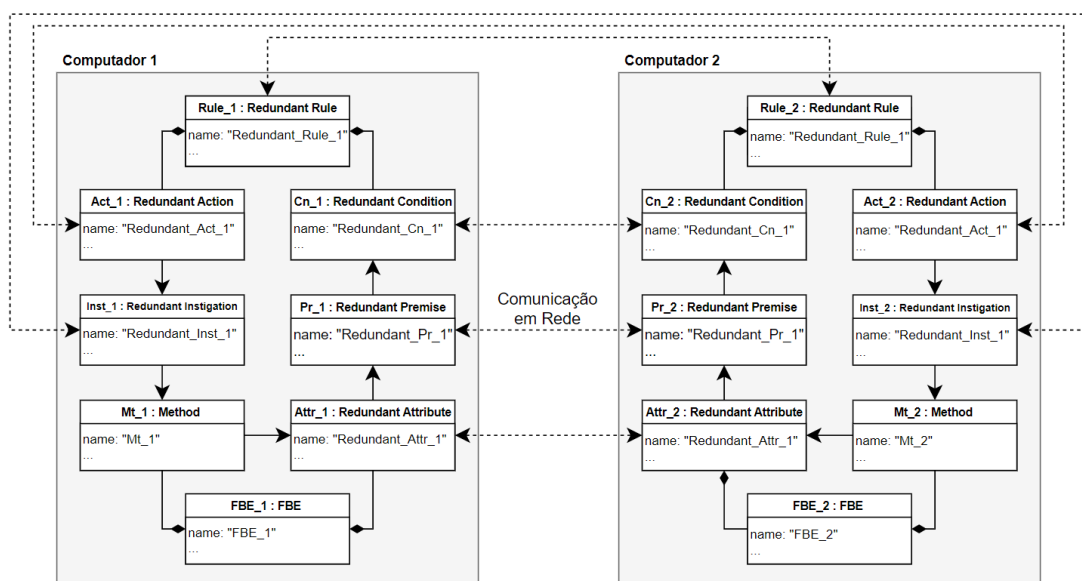 Computador 1
Rule_1 : Redundant Rule
name: "Redundant_Rule_1"
...
Act_1 : Redundant Action
name: "Redundant_Act_1"
...
Cn_1 : Redundant Condition
name: "Redundant_Cn_1"
...
Inst_1 : Redundant Instigation
name: "Redundant_Inst_1"
...
Pr_1 : Redundant Premise
name: "Redundant_Pr_1"
...
Mt_1 : Method
name: "Mt_1"
...
Attr_1 : Redundant Attribute
name: "Redundant_Attr_1"
...
FBE_1 : FBE
name: "FBE_1"
...
Comunicação
em Rede
Computador 2
Rule_2 : Redundant Rule
name: "Redundant_Rule_1"
...
Cn_2 : Redundant Condition
name: "Redundant_Cn_1"
...
Act_2 : Redundant Action
name: "Redundant_Act_1"
...
Pr_2 : Redundant Premise
name: "Redundant_Pr_1"
...
Inst_2 : Redundant Instigation
name: "Redundant_Inst_1"
...
Attr_2 : Redundant Attribute
name: "Redundant_Attr_1"
...
Mt_2 : Method
name: "Mt_2"
...
FBE_2 : FBE
name: "FBE_2"
...